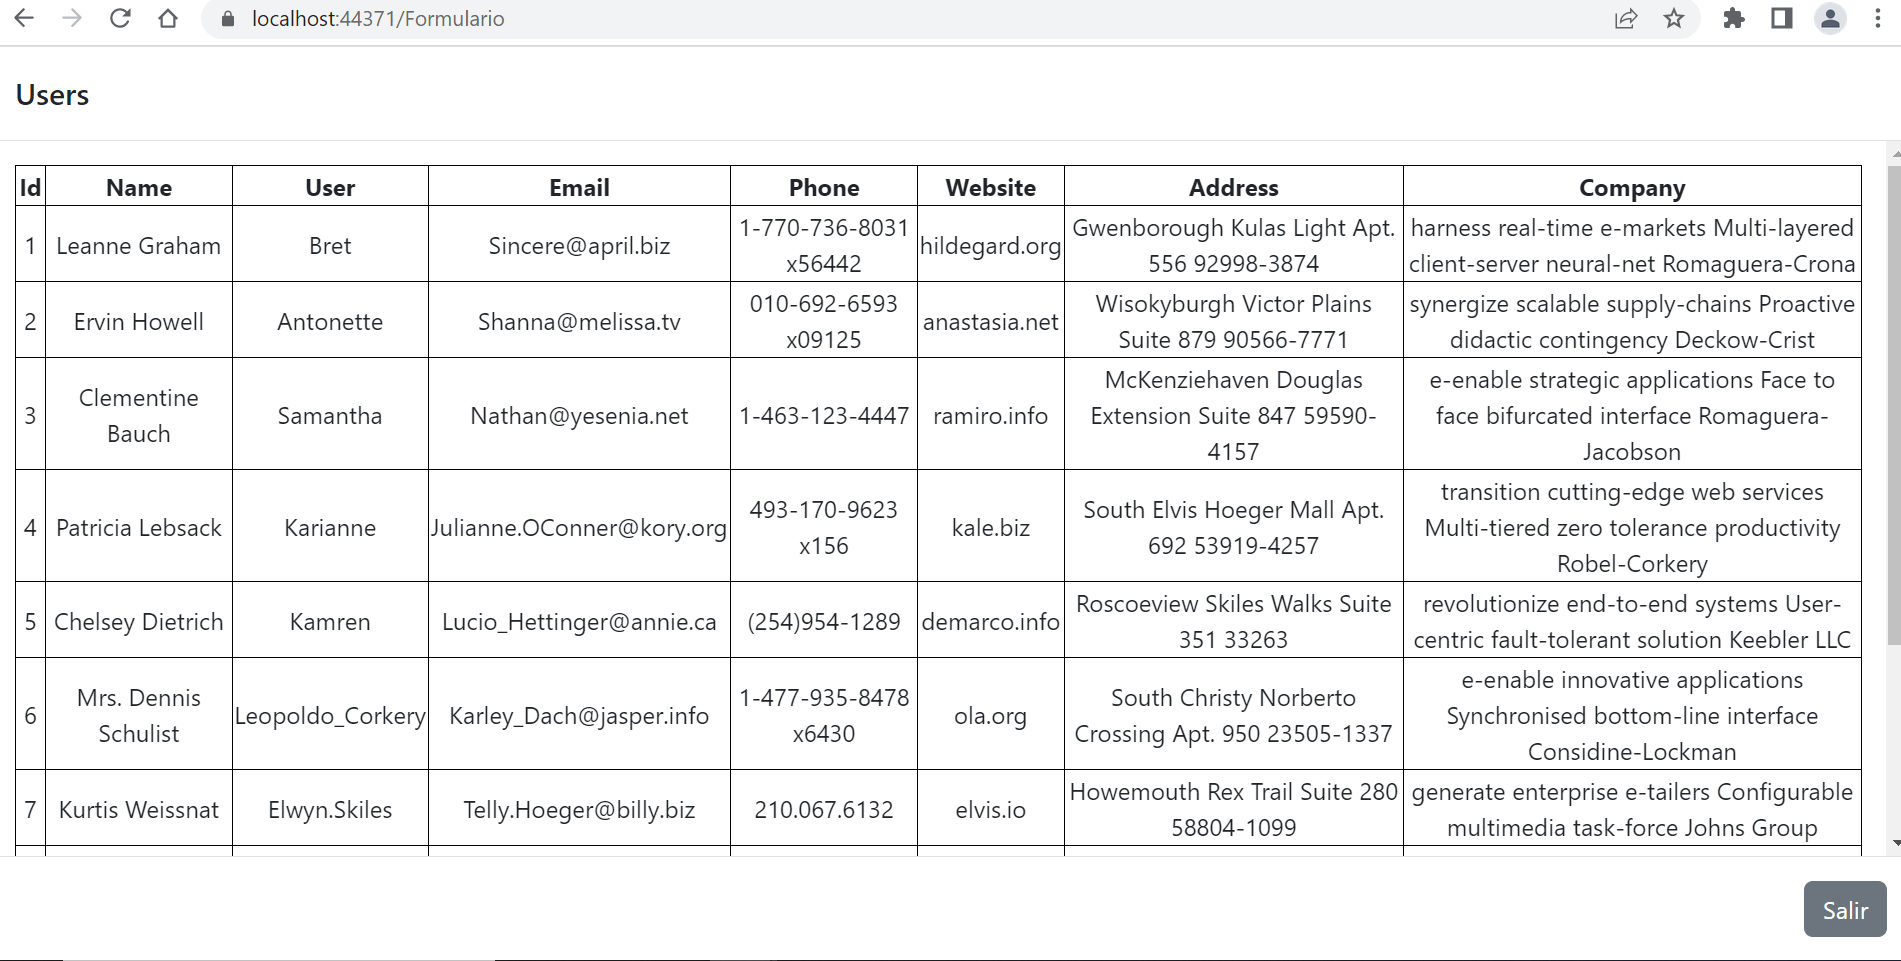 localhost:44371/Formulario
Users
Id Name User Email Phone Website Address Company
1 Leanne Graham Bret Sincere@april.biz 1-770-736-8031 x56442 hildegard.org Gwenborough Kulas Light Apt. 556 92998-3874 harness real-time e-markets Multi-layered client-server neural-net Romaguera-Crona
2 Ervin Howell Antonette Shanna@melissa.tv 010-692-6593 x09125 anastasia.net Wisokyburgh Victor Plains Suite 879 90566-7771 synergize scalable supply-chains Proactive didactic contingency Deckow-Crist
3 Clementine Bauch Samantha Nathan@yesenia.net 1-463-123-4447 ramiro.info McKenziehaven Douglas Extension Suite 847 59590-4157 e-enable strategic applications Face to face bifurcated interface Romaguera-Jacobson
4 Patricia Lebsack Karianne Julianne.OConner@kory.org 493-170-9623 x156 kale.biz South Elvis Hoeger Mall Apt. 692 53919-4257 transition cutting-edge web services Multi-tiered zero tolerance productivity Robel-Corkery
5 Chelsey Dietrich Kamren Lucio_Hettinger@annie.ca (254)954-1289 demarco.info Roscoeview Skiles Walks Suite 351 33263 revolutionize end-to-end systems User-centric fault-tolerant solution Keebler LLC
6 Mrs. Dennis Schulist Leopoldo_Corkery Karley_Dach@jasper.info 1-477-935-8478 x6430 ola.org South Christy Norberto Crossing Apt. 950 23505-1337 e-enable innovative applications Synchronised bottom-line interface Considine-Lockman
7 Kurtis Weissnat Elwyn.Skiles Telly.Hoeger@billy.biz 210.067.6132 elvis.io Howemouth Rex Trail Suite 280 58804-1099 generate enterprise e-tailers Configurable multimedia task-force Johns Group
Salir